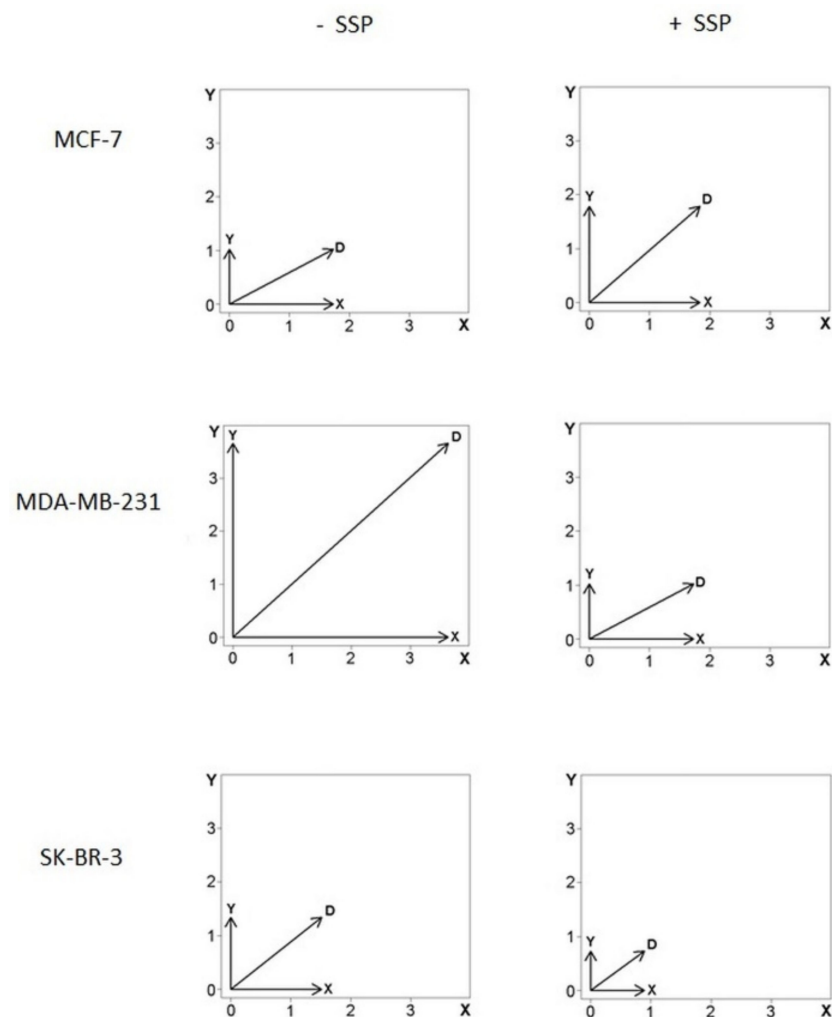 - SSP + SSP
MCF-7
Y Y
3 3
2 2
Y D Y D
1 1
0 X 0 X
0 1 2 3 X 0 1 2 3 X
MDA-MB-231
Y Y D Y
3 3
2 2
1 Y D 1
0 X 0 X
0 1 2 3 X 0 1 2 3 X
SK-BR-3
Y Y
3 3
2 2
Y D
1 Y D 1
0 X 0 X
0 1 2 3 X 0 1 2 3 X